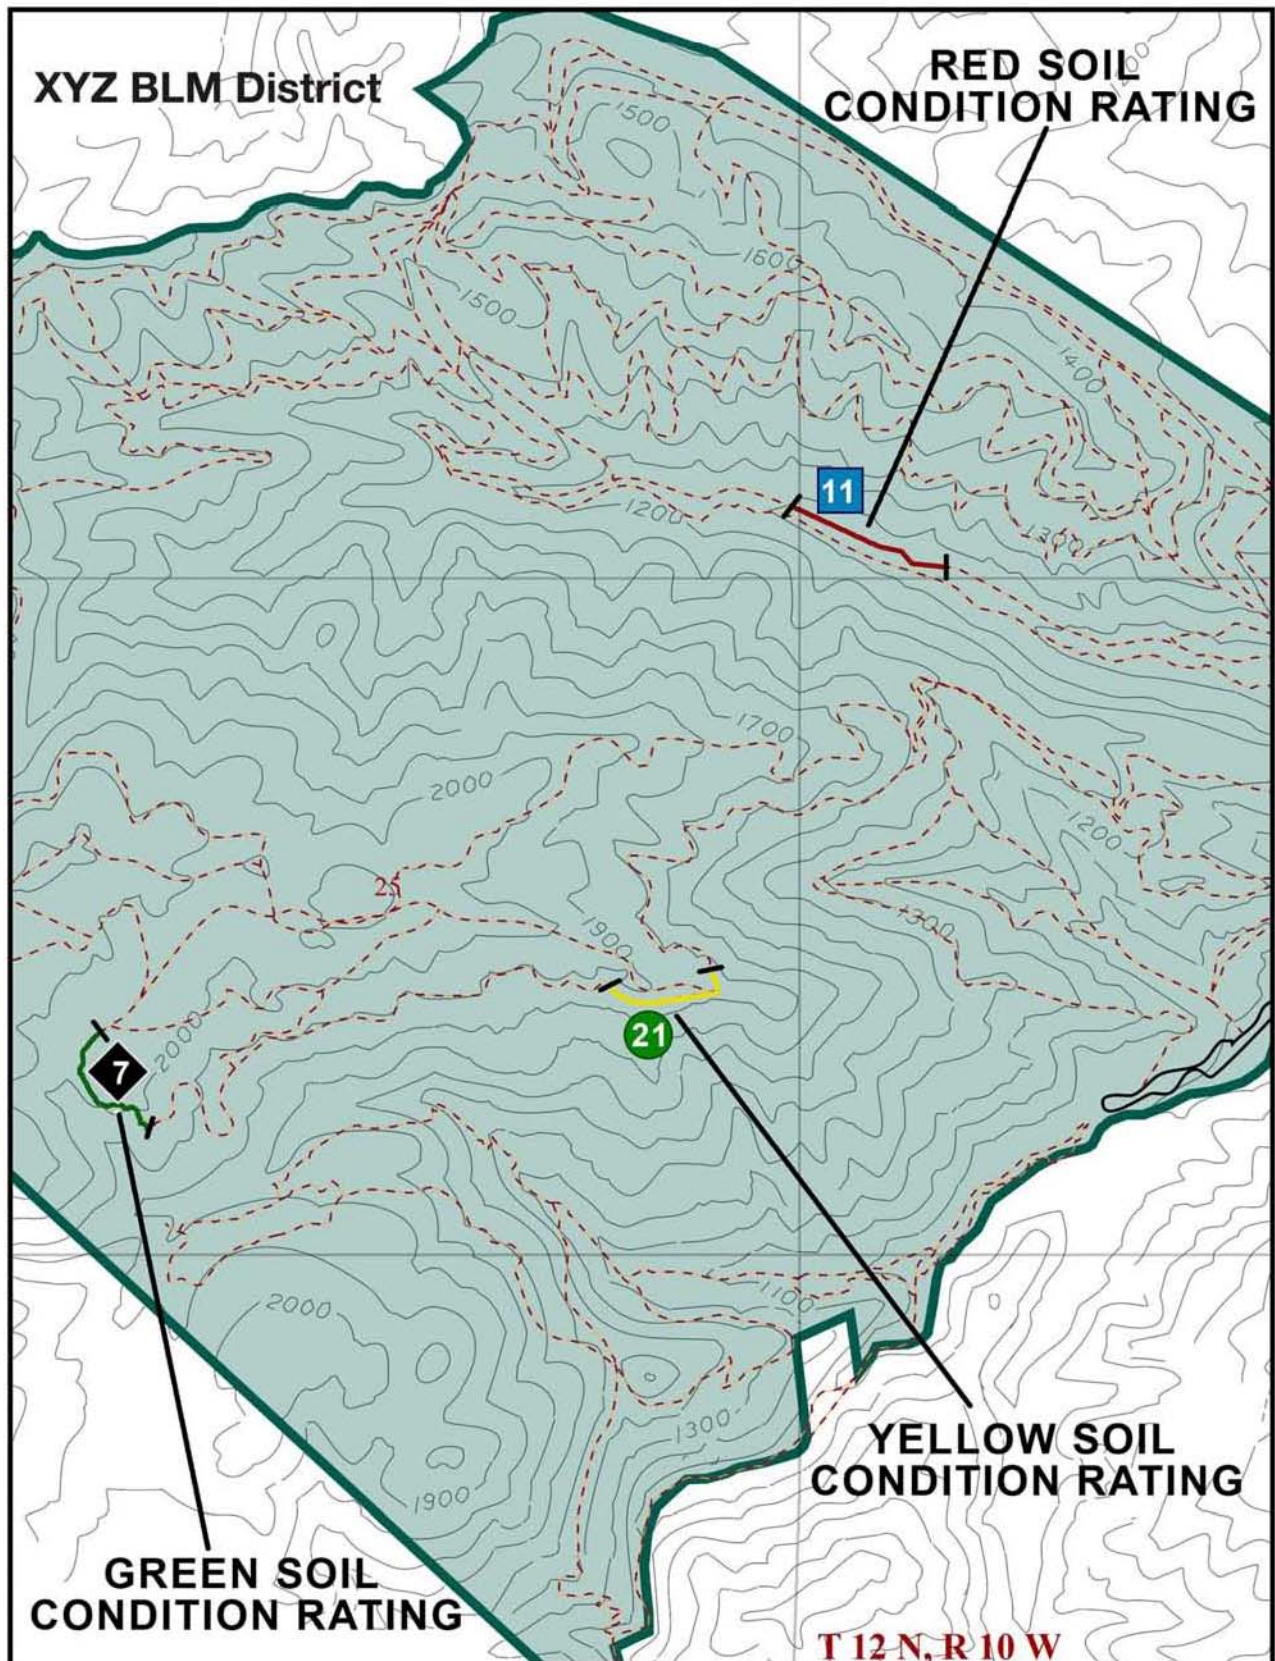 XYZ BLM District
RED SOIL
CONDITION RATING
1200
1500
1600
1500
1400
11
1200
1300
1700
2000
1200
25
1900
1300
21
2000
7
1100
2000
1300
YELLOW SOIL
CONDITION RATING
1900
GREEN SOIL
CONDITION RATING
T 12 N, R 10 W